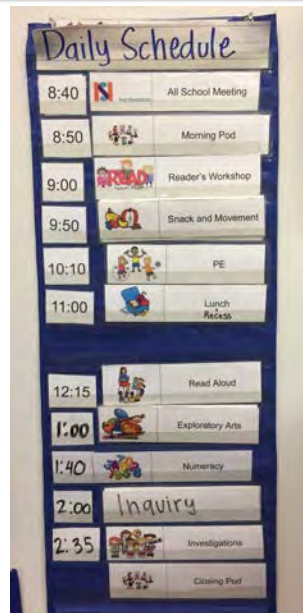 Daily Schedule
8:40 All School Meeting
8:50 Morning Pod
9:00 READ Reader's Workshop
9:50 Snack and Movement
10:10 PE
11:00 Lunch
Recess
12:15 Read Aloud
1:00 Exploratory Arts
1:40 Numeracy
2:00 Inquiry
2:35 Investigations
Closing Pod